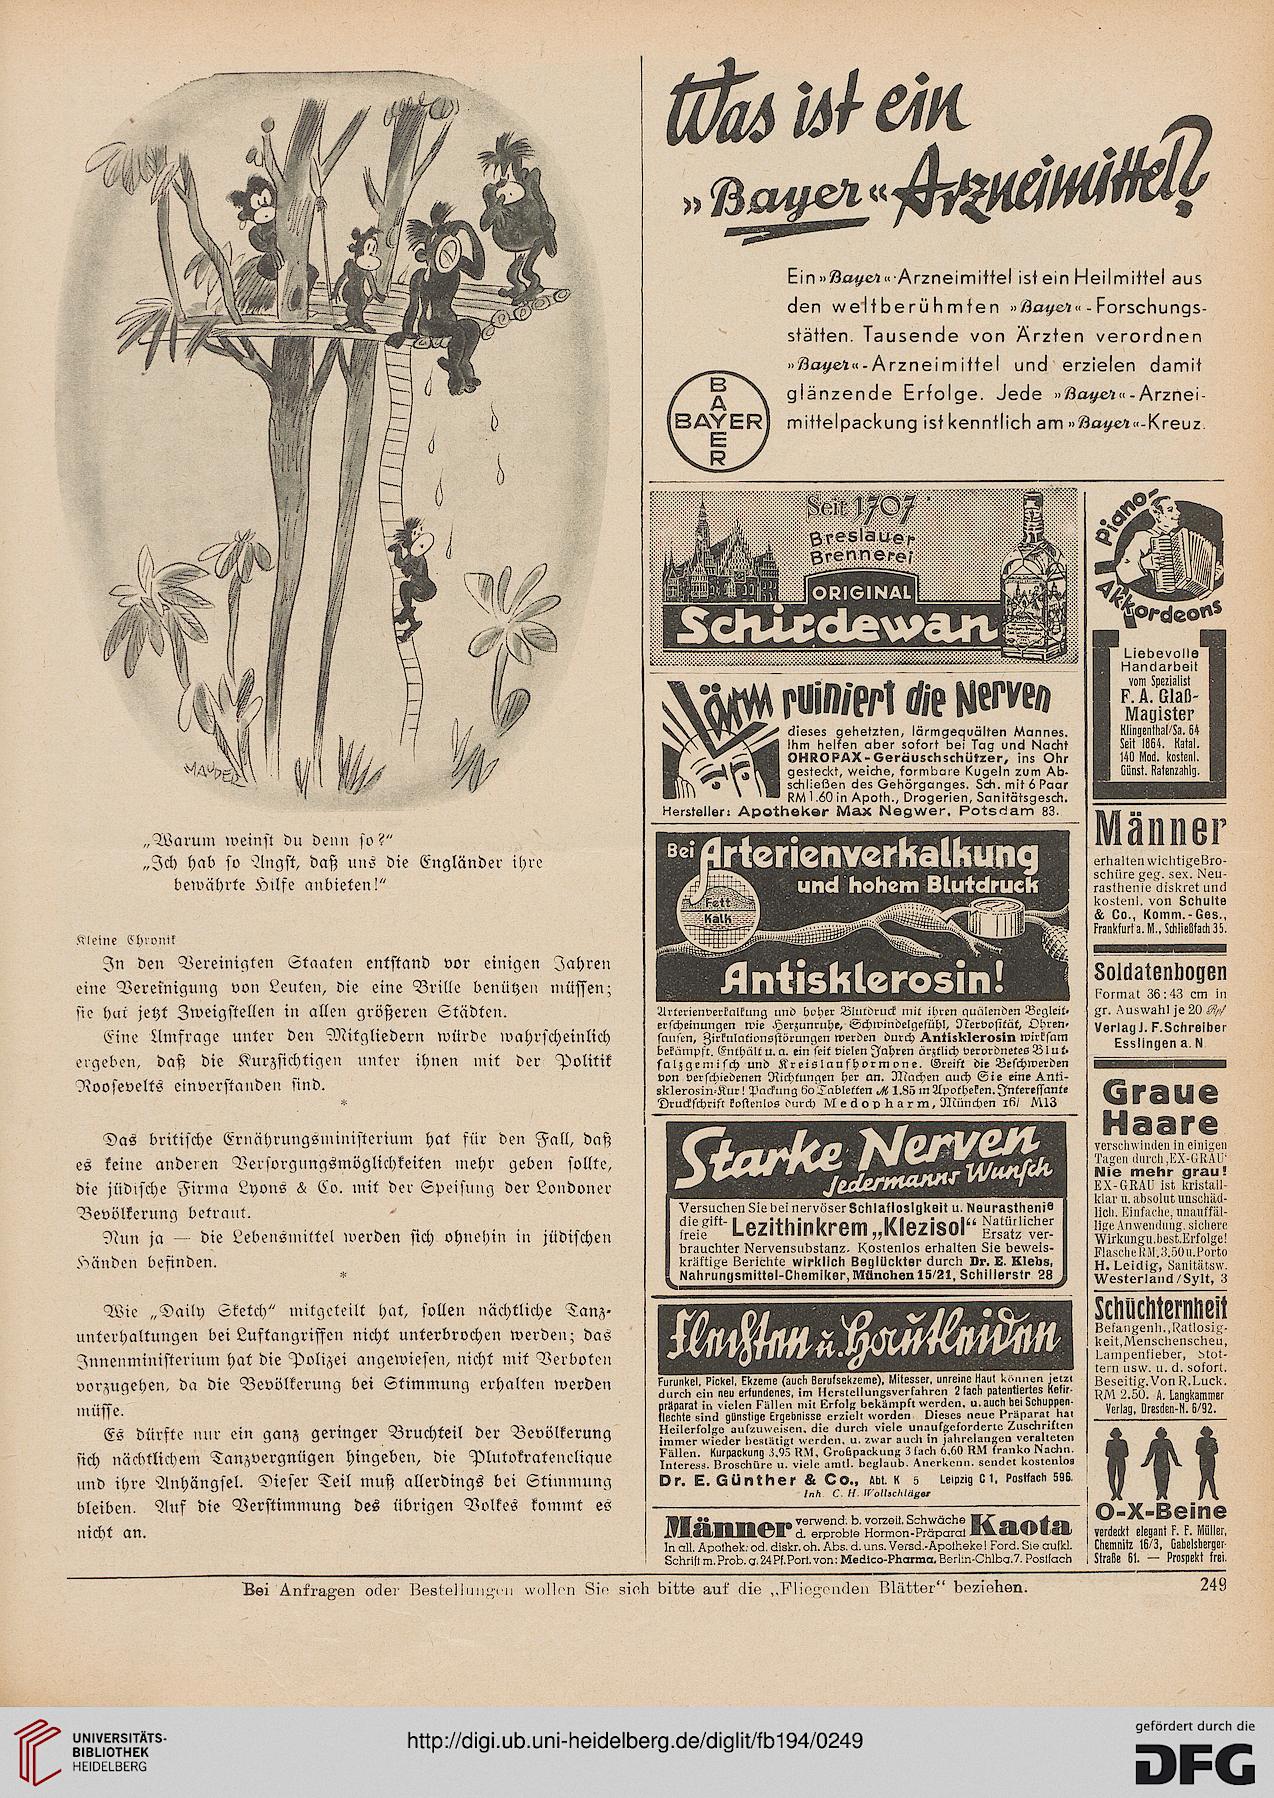 MAUDER
„Warum weinst du denn so?“
„Ich hab so Angst, daß uns die Engländer ihre
bewährte Hilfe anbieten!“
Kleine Chronik
In den Vereinigten Staaten entstand vor einigen Jahren
eine Vereinigung von Leuten, die eine Brille benützen müssen;
sie hat jetzt Zweigstellen in allen größeren Städten.
Eine Umfrage unter den Mitgliedern würde wahrscheinlich
ergeben, daß die Kurzsichtigen unter ihnen mit der Politik
Roosevelts einverstanden sind.
*
Das britische Ernährungsministerium hat für den Fall, daß
es keine anderen Versorgungsmöglichkeiten mehr geben sollte,
die jüdische Firma Lyons & Co. mit der Speisung der Londoner
Bevölkerung betraut.
Nun ja — die Lebensmittel werden sich ohnehin in jüdischen
Händen befinden.
*
Wie „Daily Sketch“ mitgeteilt hat, sollen nächtliche Tanz-
unterhaltungen bei Luftangriffen nicht unterbrochen werden; das
Innenministerium hat die Polizei angewiesen, nicht mit Verboten
vorzugehen, da die Bevölkerung bei Stimmung erhalten werden
müsse.
Es dürfte nur ein ganz geringer Bruchteil der Bevölkerung
sich nächtlichem Tanzvergnügen hingeben, die Plutokratenclique
und ihre Anhängsel. Dieser Teil muß allerdings bei Stimmung
bleiben. Auf die Verstimmung des übrigen Volkes kommt es
nicht an.
Was ist ein
»Bayer« Arzneimittel?
Ein »Bayer«-Arzneimittel ist ein Heilmittel aus
den weltberühmten »Bayer«-Forschungs-
stätten. Tausende von Ärzten verordnen
»Bayer«-Arzneimittel und erzielen damit
glänzende Erfolge. Jede »Bayer«-Arznei-
mittelpackung ist kenntlich am »Bayer«-Kreuz.
BAYER
BAYER
Seit 1707
Breslauer
Brennerei
ORIGINAL
Schirdewan
Lärm ruiniert die Nerven
dieses gehetzten, lärmgequälten Mannes.
Ihm helfen aber sofort bei Tag und Nacht
OHROPAX-Geräuschschützer, ins Ohr
gesteckt, weiche, formbare Kugeln zum Ab-
schließen des Gehörganges. Sch. mit 6 Paar
RM 1.60 in Apoth., Drogerien, Sanitätsgesch.
Hersteller: Apotheker Max Negwer, Potsdam 83.
Bei Arterienverkalkung
und hohem Blutdruck
Fett
Kalk
Antisklerosin!
Arterienverkalkung und hoher Blutdruck mit ihren quälenden Begleit-
erscheinungen wie Herzunruhe, Schwindelgefühl, Nervosität, Ohren-
sausen, Zirkulationsstörungen werden durch Antisklerosin wirksam
bekämpft. Enthält u. a. ein seit vielen Jahren ärztlich verordnetes Blut-
salzgemisch und Kreislaufhormone. Greift die Beschwerden
von verschiedenen Richtungen her an. Machen auch Sie eine Anti-
sklerosin-Kur! Packung 60 Tabletten ℳ 1.85 in Apotheken. Interessante
Druckschrift kostenlos durch Medopharm, München 16/ M13
Starke Nerven
Jedermanns Wunsch
Versuchen Sie bei nervöser Schlaflosigkeit u. Neurasthenie
die gift-
freie Lezithinkrem „Klezisol“ Natürlicher
Ersatz ver-
brauchter Nervensubstanz. Kostenlos erhalten Sie beweis-
kräftige Berichte wirklich Beglückter durch Dr. E. Klebs,
Nahrungsmittel-Chemiker, München 15/21, Schillerstr 28
Flechten u. Hautleiden
Furunkel, Pickel, Ekzeme (auch Berufsekzeme), Mitesser, unreine Haut können jetzt
durch ein neu erfundenes, im Herstellungsverfahren 2 fach patentiertes Kefir-
präparat in vielen Fällen mit Erfolg bekämpft werden, u. auch bei Schuppen-
flechte sind günstige Ergebnisse erzielt worden. Dieses neue Präparat hat
Heilerfolge aufzuweisen, die durch viele unaufgeforderte Zuschriften
immer wieder bestätigt werden, u. zwar auch in jahrelangen veralteten
Fällen. Kurpackung 3,95 RM, Großpackung 3 fach 6,60 RM franko Nachn.
Interess. Broschüre u. viele amtl. beglaub. Anerkenn. sendet kostenlos
Dr. E. Günther & Co., Abt. K 5 Leipzig C 1, Postfach 596.
Inh. C. H. Wollschläger
Männer verwend. b. vorzeit. Schwäche
d. erprobte Hormon-Präparat Kaota
In all. Apothek. od. diskr. oh. Abs. d. uns. Versd.-Apotheke! Ford. Sie aufkl.
Schrift m. Prob. g. 24 Pf. Port. von: Medico-Pharma, Berlin-Chlbg. 7. Postfach
Piano-
Akkordeons
Liebevolle
Handarbeit
vom Spezialist
F. A. Glaß-
Magister
Klingenthal/Sa. 64
Seit 1864. Katal.
140 Mod. kostenl.
Günst. Ratenzahlg.
Männer
erhalten wichtige Bro-
schüre geg. sex. Neu-
rasthenie diskret und
kostenl. von Schulte
& Co., Komm.-Ges.,
Frankfurt a. M., Schließfach 35.
Soldatenbogen
Format 36:43 cm in
gr. Auswahl je 20 Rpf
Verlag J. F. Schreiber
Esslingen a. N
Graue
Haare
verschwinden in einigen
Tagen durch ‚EX-GRAU‘
Nie mehr grau!
EX-GRAU ist kristall-
klar u. absolut unschäd-
lich. Einfache, unauffäl-
lige Anwendung, sichere
Wirkung u. best. Erfolge!
Flasche RM. 3,50 u. Porto
H. Leidig, Sanitätsw.
Westerland/Sylt, 3
Schüchternheit
Befangenh., Ratlosig-
keit, Menschenscheu,
Lampenfieber, Stot-
tern usw. u. d. sofort.
Beseitig. Von R. Luck.
RM 2.50. A. Langkammer
Verlag, Dresden-N. 6/92.
O-X-Beine
verdeckt elegant F. F. Müller,
Chemnitz 16/3, Gabelsberger-
Straße 61. — Prospekt frei.
Bei Anfragen oder Bestellungen wollen Sie sich bitte auf die „Fliegenden Blätter“ beziehen.
249
UNIVERSITÄTS-
BIBLIOTHEK
HEIDELBERG
http://digi.ub.uni-heidelberg.de/diglit/fb194/0249
gefördert durch die
DFG